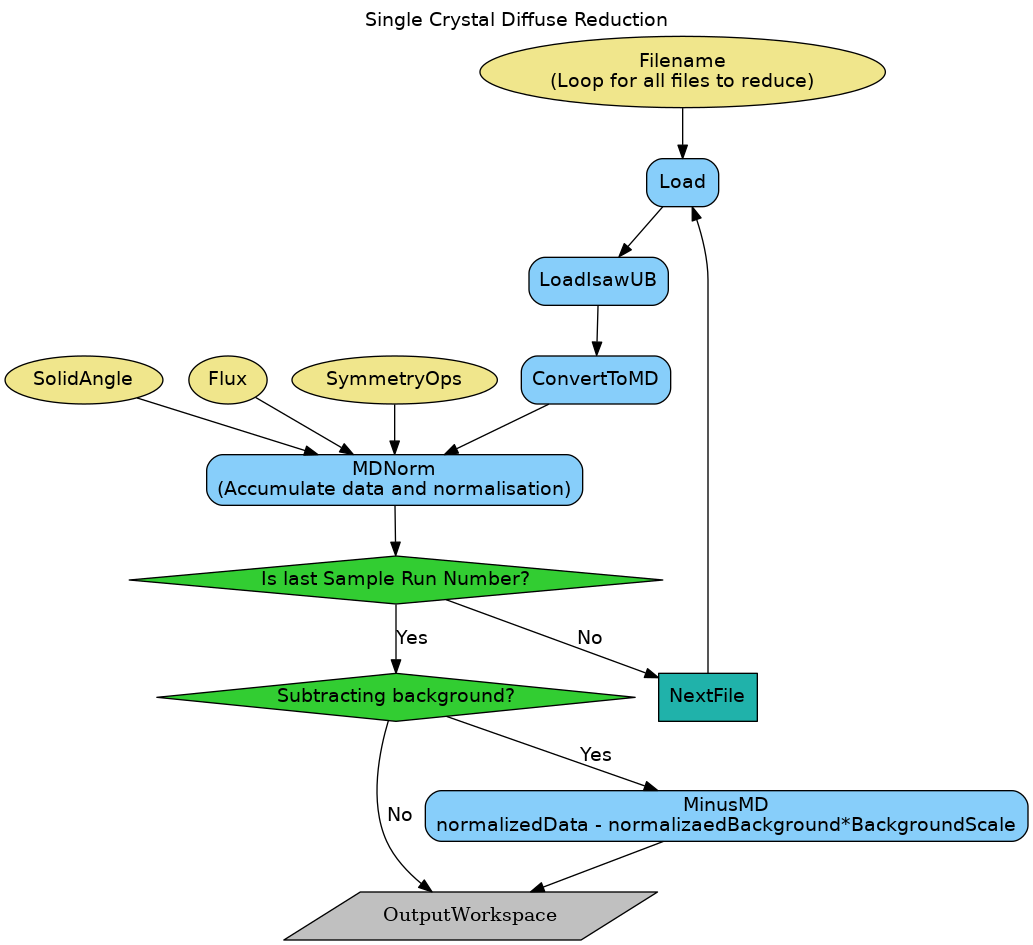 Single Crystal Diffuse Reduction
Filename
(Loop for all files to reduce)
Load
LoadIsawUB
SolidAngle
Flux
SymmetryOps
ConvertToMD
MDNorm
(Accumulate data and normalisation)
Is last Sample Run Number?
Yes
No
Subtracting background?
NextFile
Yes
No
MinusMD
normalizedData - normalizaedBackground*BackgroundScale
OutputWorkspace